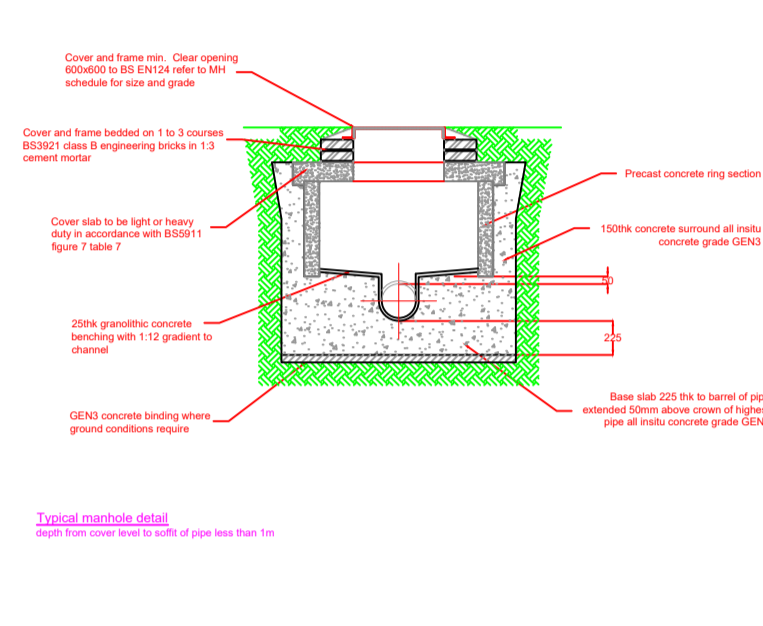 Cover and frame min. Clear opening
600x600 to BS EN124 refer to MH
schedule for size and grade
Cover and frame bedded on 1 to 3 courses
BS3921 class B engineering bricks in 1:3
cement mortar
Precast concrete ring section
Cover slab to be light or heavy
duty in accordance with BS5911
figure 7 table 7
150thk concrete surround all insitu
concrete grade GEN3
50
25thk granolithic concrete
benching with 1:12 gradient to
channel
225
Base slab 225 thk to barrel of pip
extended 50mm above crown of highes
pipe all insitu concrete grade GEN
GEN3 concrete binding where
ground conditions require
Typical manhole detail
depth from cover level to soffit of pipe less than 1m